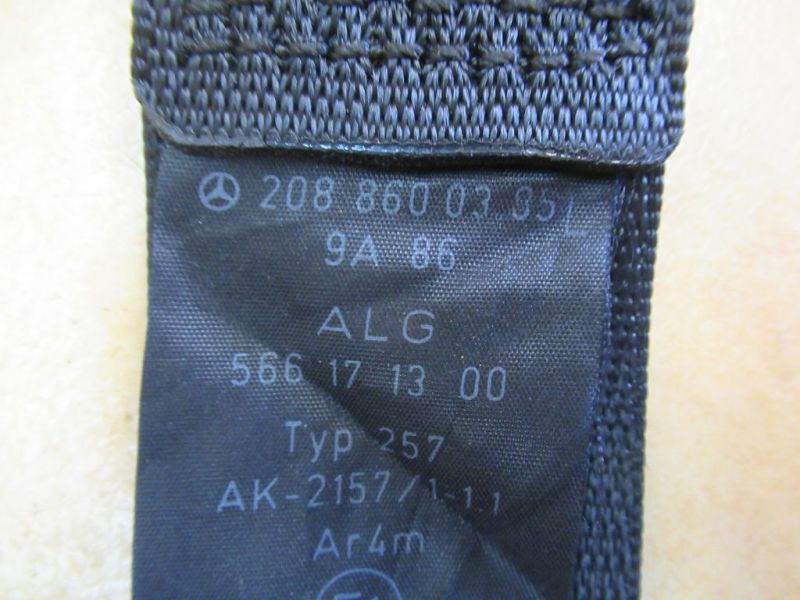 208 860 03 85 L
9A 86
ALG
566 17 13 00
Typ 257
AK-2157/1-1.1
Ar4m